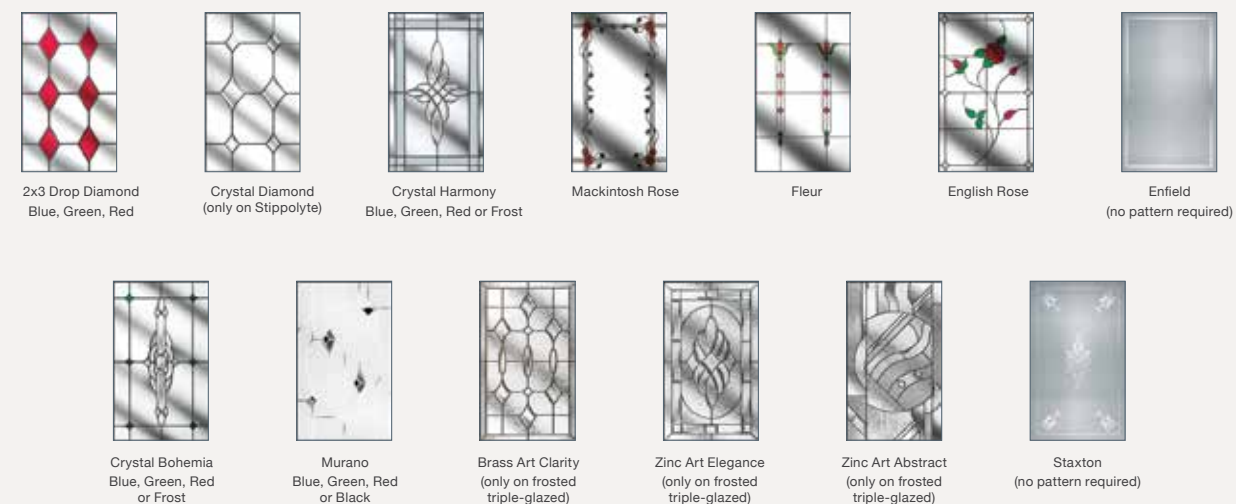 2x3 Drop Diamond
Blue, Green, Red
Crystal Diamond
(only on Stippolyte)
Crystal Harmony
Blue, Green, Red or Frost
Mackintosh Rose
Fleur
English Rose
Enfield
(no pattern required)
Crystal Bohemia
Blue, Green, Red
or Frost
Murano
Blue, Green, Red
or Black
Brass Art Clarity
(only on frosted
triple-glazed)
Zinc Art Elegance
(only on frosted
triple-glazed)
Zinc Art Abstract
(only on frosted
triple-glazed)
Staxton
(no pattern required)